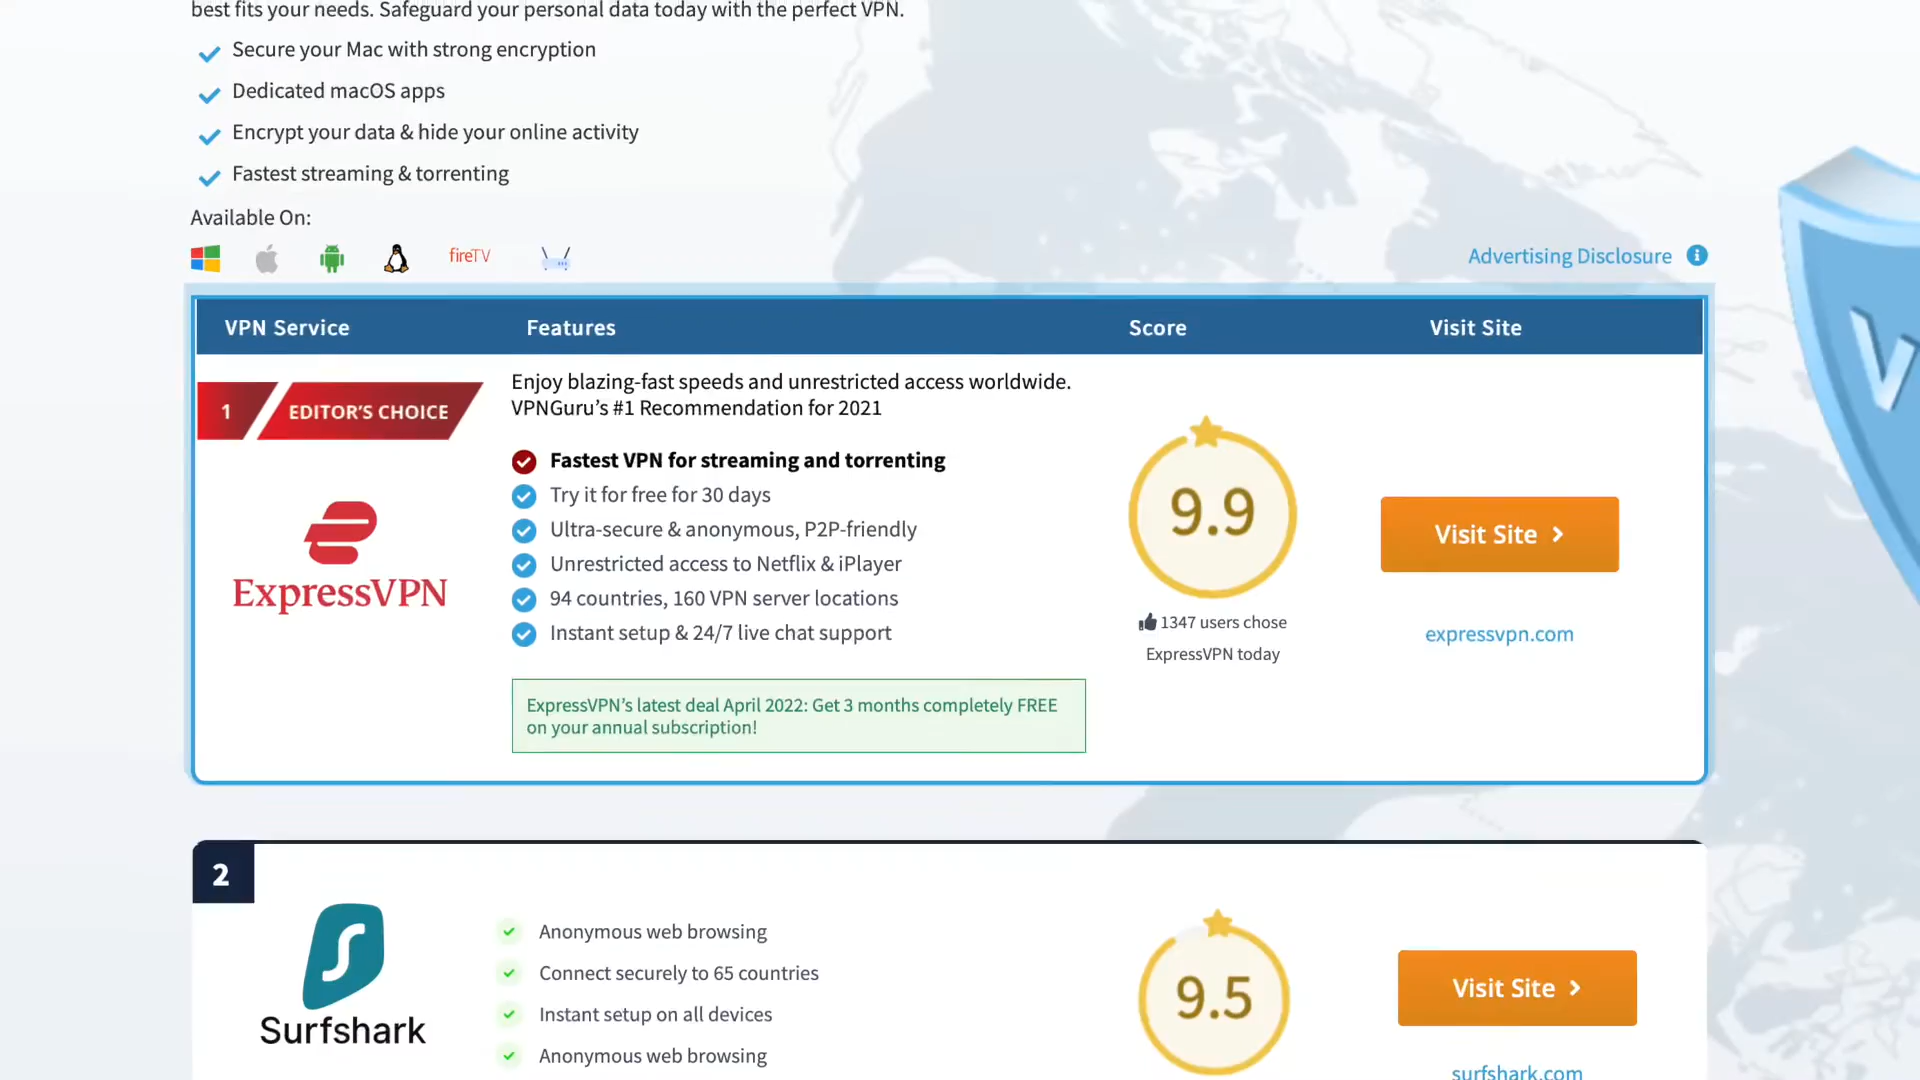 best fits your needs. Safeguard your personal data today with the perfect VPN.
Secure your Mac with strong encryption
Dedicated macOS apps
Encrypt your data & hide your online activity
Fastest streaming & torrenting
Available On:
fireTV
Advertising Disclosure
VPN Service Features Score Visit Site
1 EDITOR'S CHOICE
ExpressVPN
Enjoy blazing-fast speeds and unrestricted access worldwide.
VPNGuru's #1 Recommendation for 2021
Fastest VPN for streaming and torrenting
Try it for free for 30 days
Ultra-secure & anonymous, P2P-friendly
Unrestricted access to Netflix & iPlayer
94 countries, 160 VPN server locations
Instant setup & 24/7 live chat support
ExpressVPN's latest deal April 2022: Get 3 months completely FREE
on your annual subscription!
9.9
1347 users chose
ExpressVPN today
Visit Site
expressvpn.com
V
2
Surfshark
Anonymous web browsing
Connect securely to 65 countries
Instant setup on all devices
Anonymous web browsing
9.5
Visit Site
surfshark.com